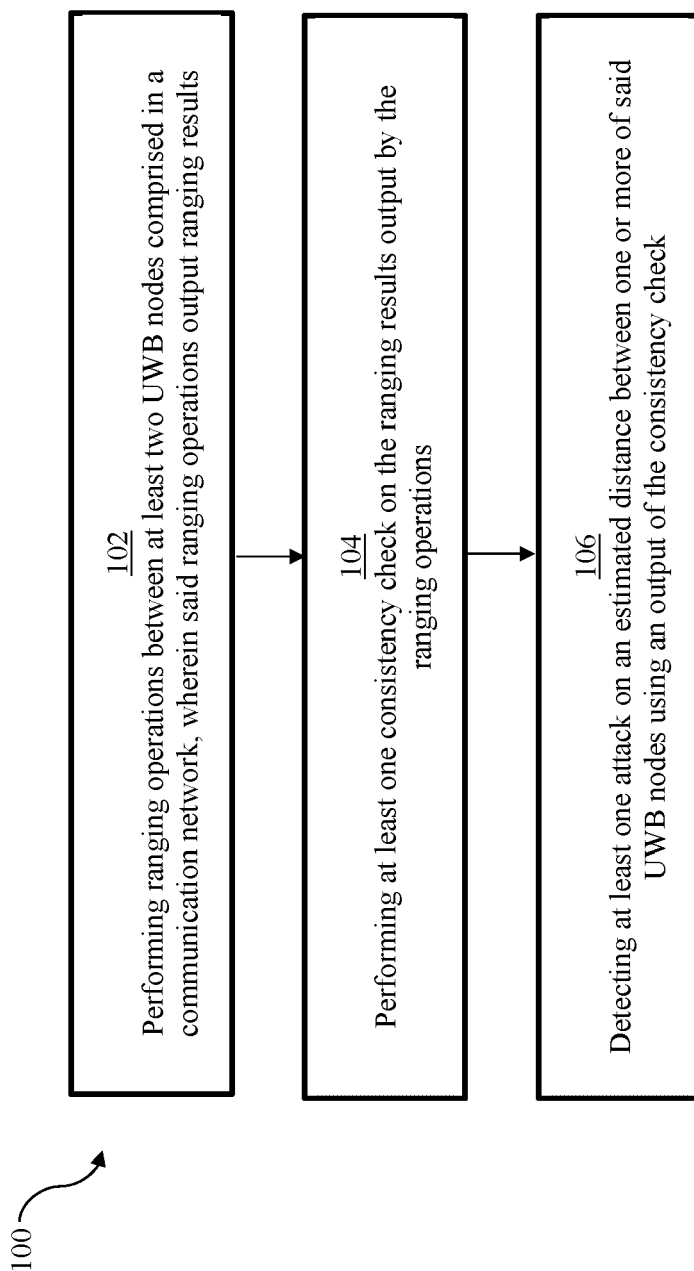 100
102
Performing ranging operations between at least two UWB nodes comprised in a
communication network, wherein said ranging operations output ranging results
104
Performing at least one consistency check on the ranging results output by the
ranging operations
106
Detecting at least one attack on an estimated distance between one or more of said
UWB nodes using an output of the consistency check